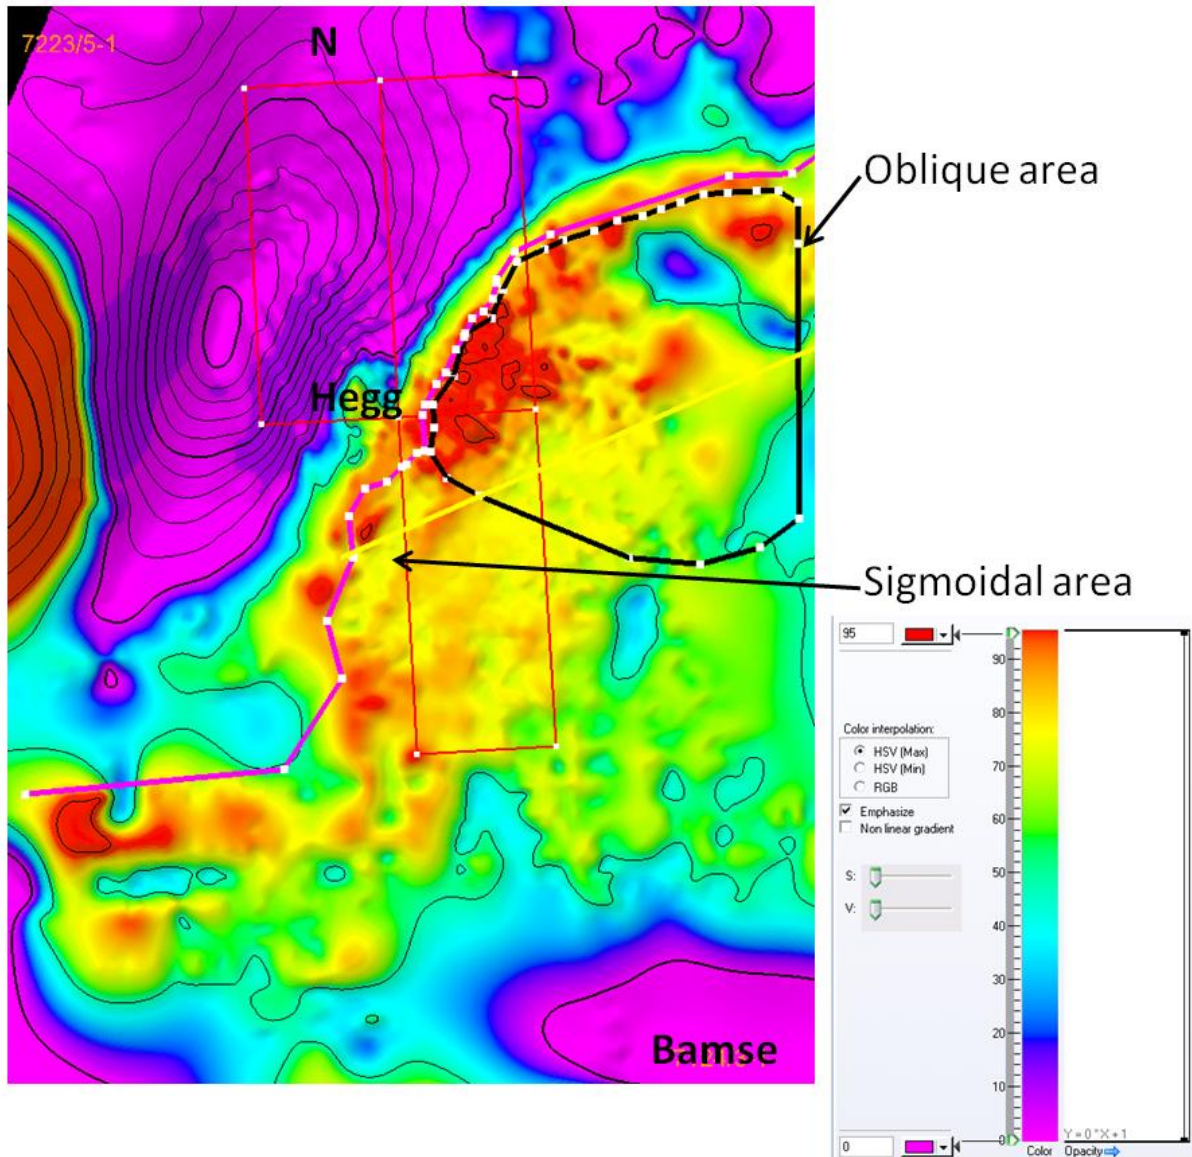 7223/5-1
N
Oblique area
Hegg
Sigmoidal area
95
90
80
Color interpolation:
HSV (Max)
HSV (Min)
RGB
70
Emphasize
Non linear gradient
60
S:
50
V:
40
30
20
10
Bamse
0
0
Y = 0 * X + 1
Color
Opacity